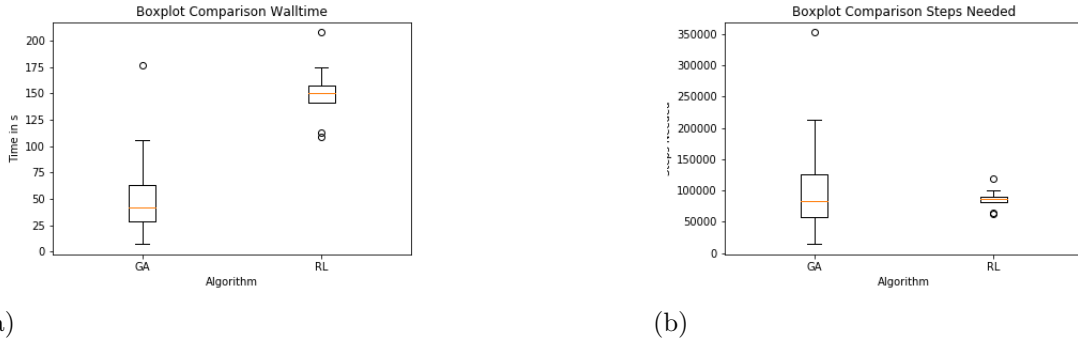 Boxplot Comparison Walltime
200
175
150
125
100
75
50
25
0
Time in s
GA
RL
Algorithm
Boxplot Comparison Steps Needed
350000
300000
250000
200000
150000
100000
50000
0
GA
RL
Algorithm
(b)